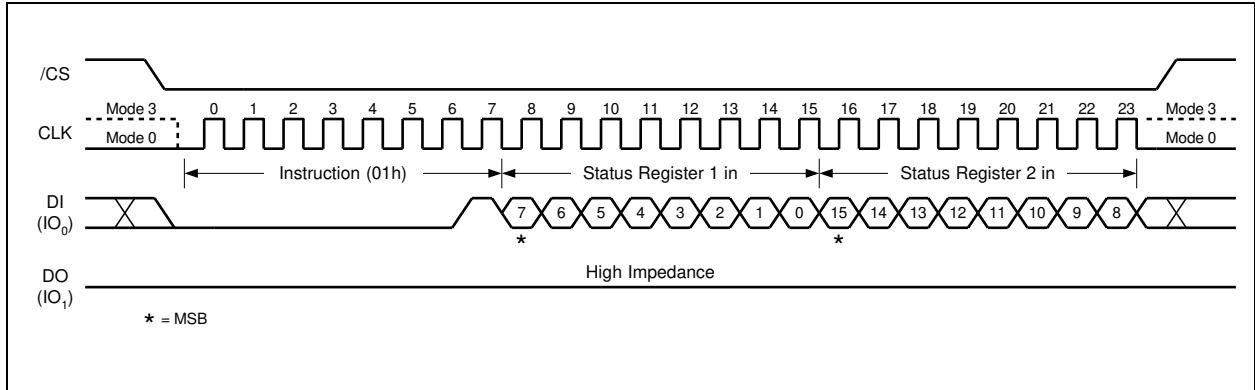 /CS
Mode 3 0 1 2 3 4 5 6 7 8 9 10 11 12 13 14 15 16 17 18 19 20 21 22 23 Mode 3
CLK Mode 0 Mode 0
Instruction (01h) Status Register 1 in Status Register 2 in
DI
(IO0) 7 6 5 4 3 2 1 0 15 14 13 12 11 10 9 8
* *
DO High Impedance
(IO1)
* = MSB